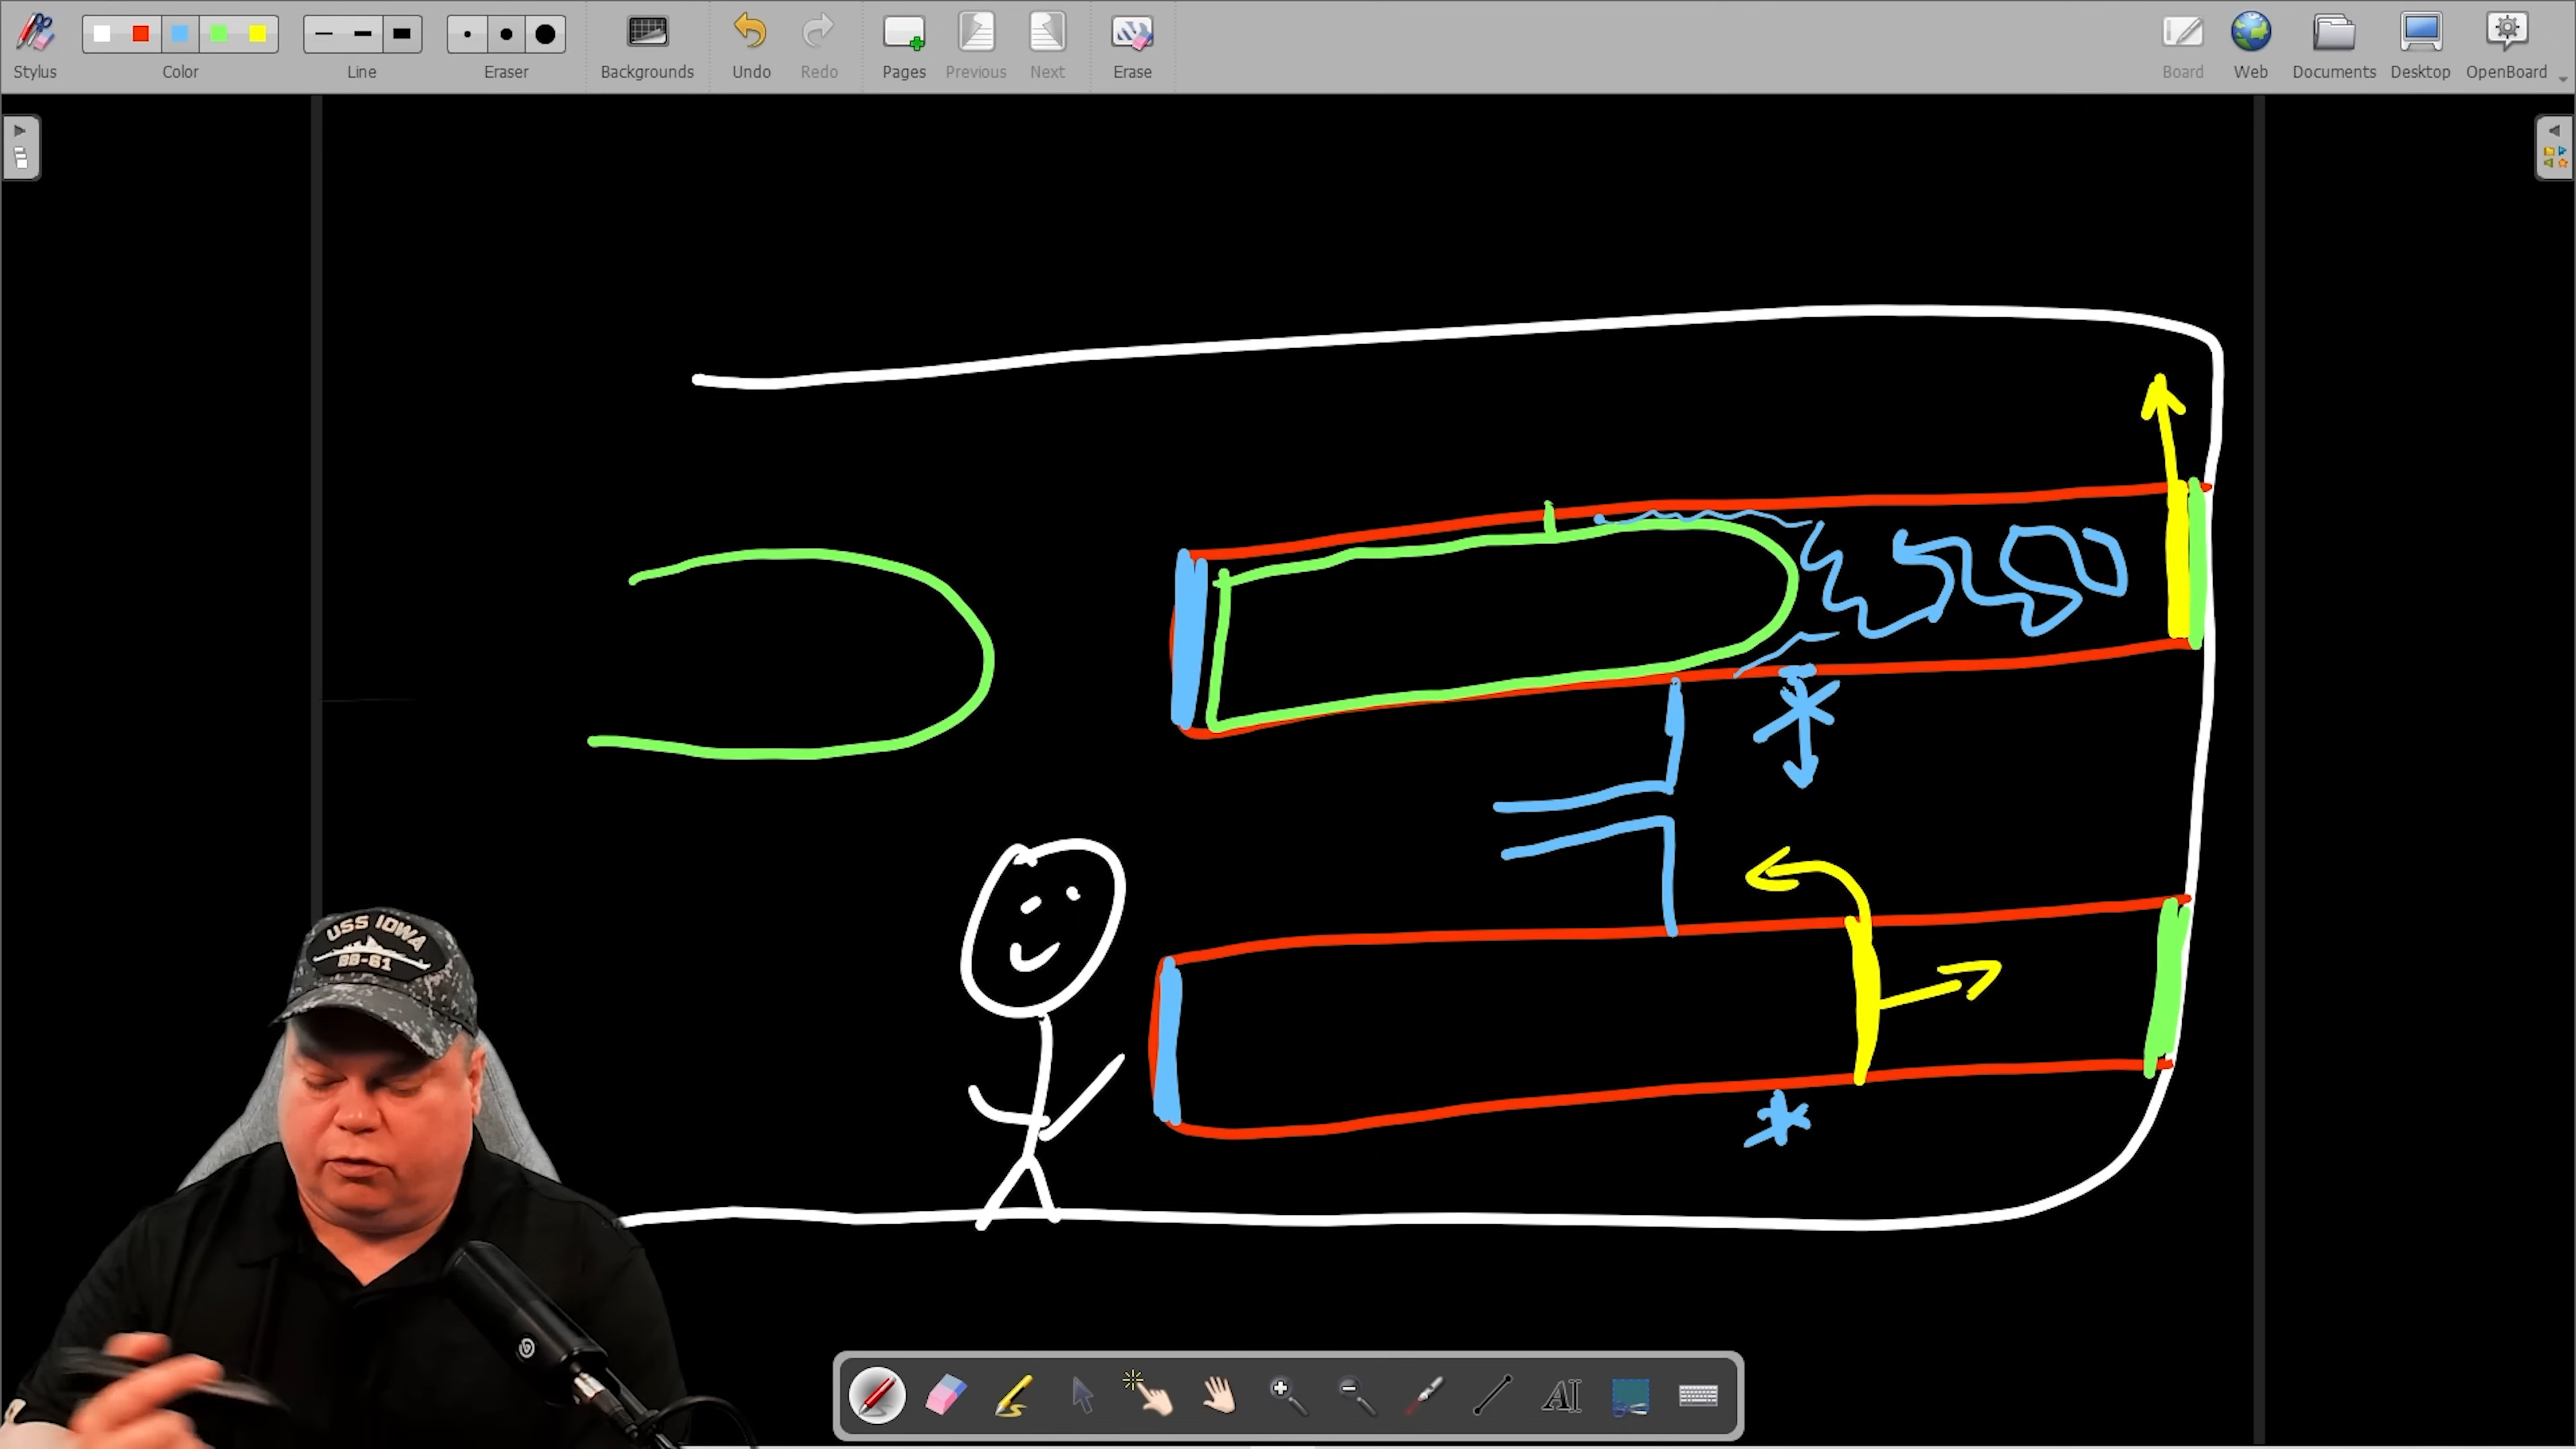 Stylus Color Line Eraser Backgrounds Undo Redo Pages Previous Next Erase Board Web Documents Desktop OpenBoard
USS IOWA
BB-61
AI